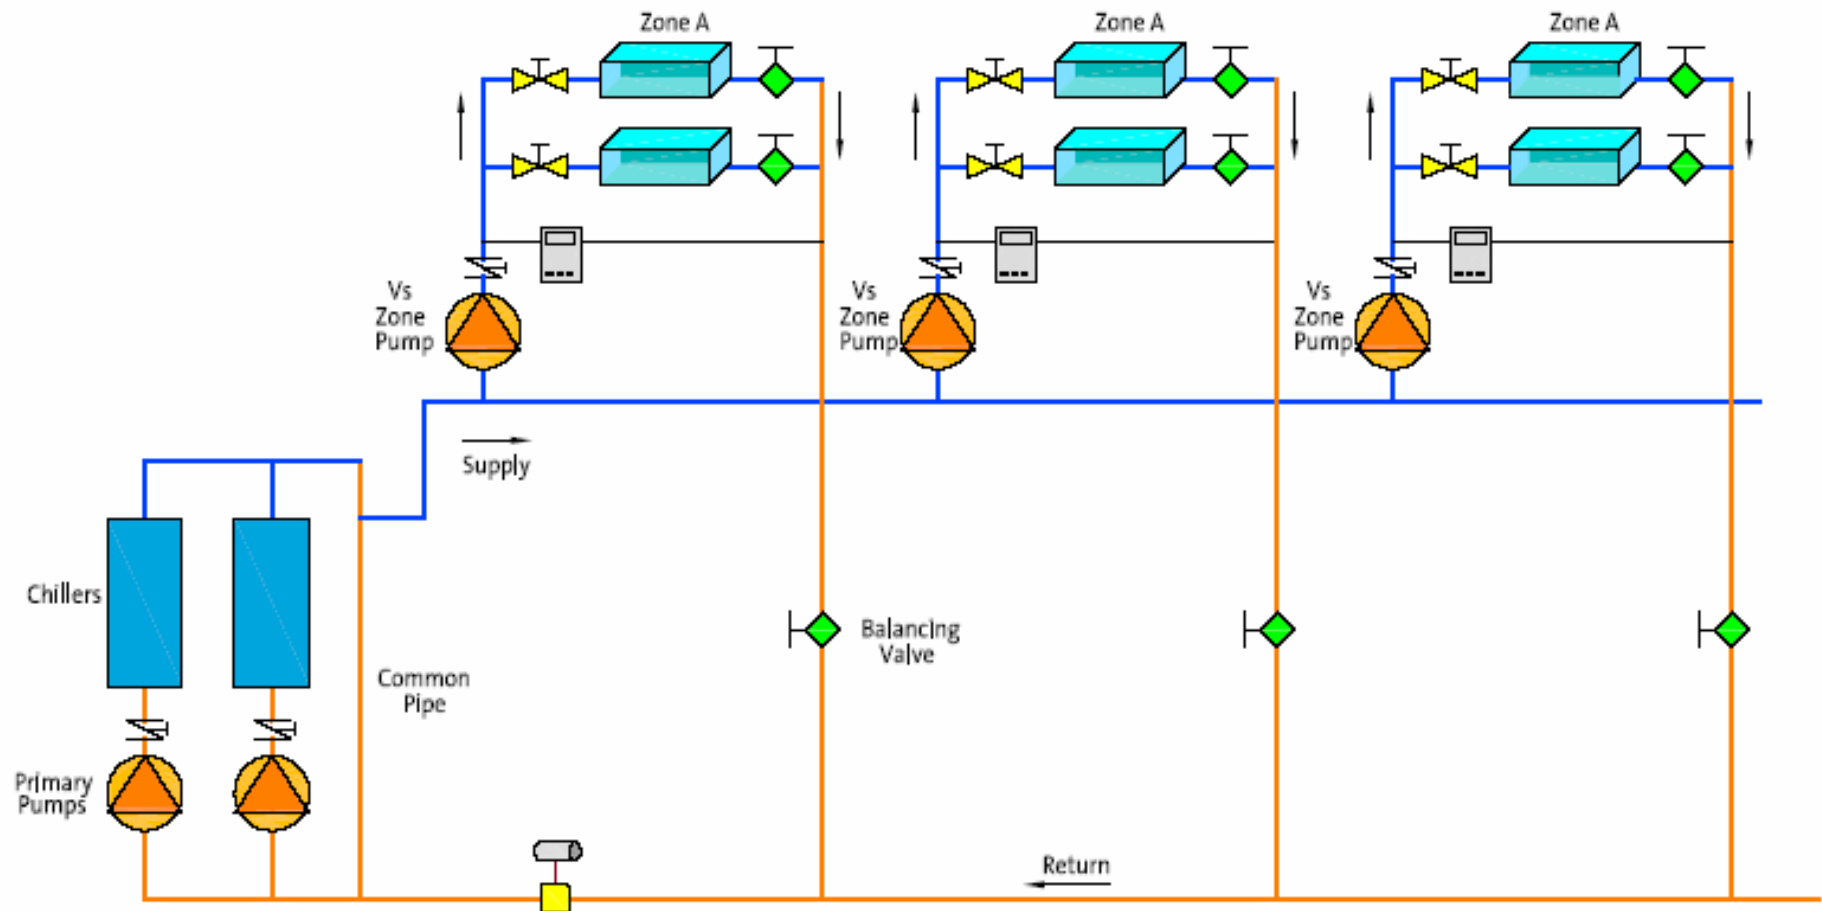 Zone A
Zone A
Zone A
Vs
Zone
Pump
Vs
Zone
Pump
Vs
Zone
Pump
Supply
Chillers
Balancing
Valve
Common
Pipe
Primary
Pumps
Return